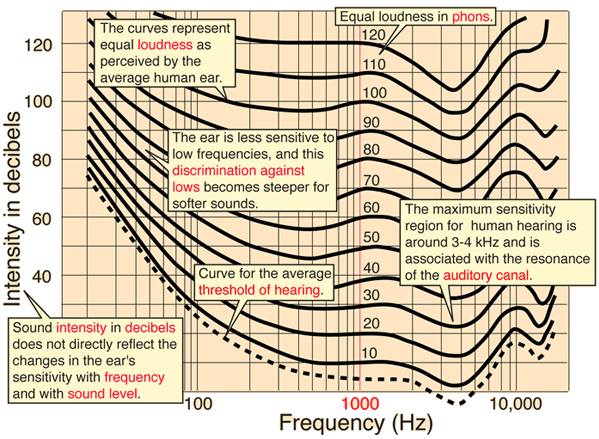 Equal loudness in phons.
The curves represent
equal loudness as
perceived by the
average human ear.
120
110
100
90
80
70
60
50
40
30
20
10
The ear is less sensitive to
low frequencies, and this
discrimination against
lows becomes steeper for
softer sounds.
The maximum sensitivity
region for human hearing is
around 3-4 kHz and is
associated with the resonance
of the auditory canal.
Curve for the average
threshold of hearing.
Sound intensity in decibels
does not directly reflect the
changes in the ear's
sensitivity with frequency
and with sound level.
Intensity in decibels
120
100
80
60
40
100
1000
10,000
Frequency (Hz)